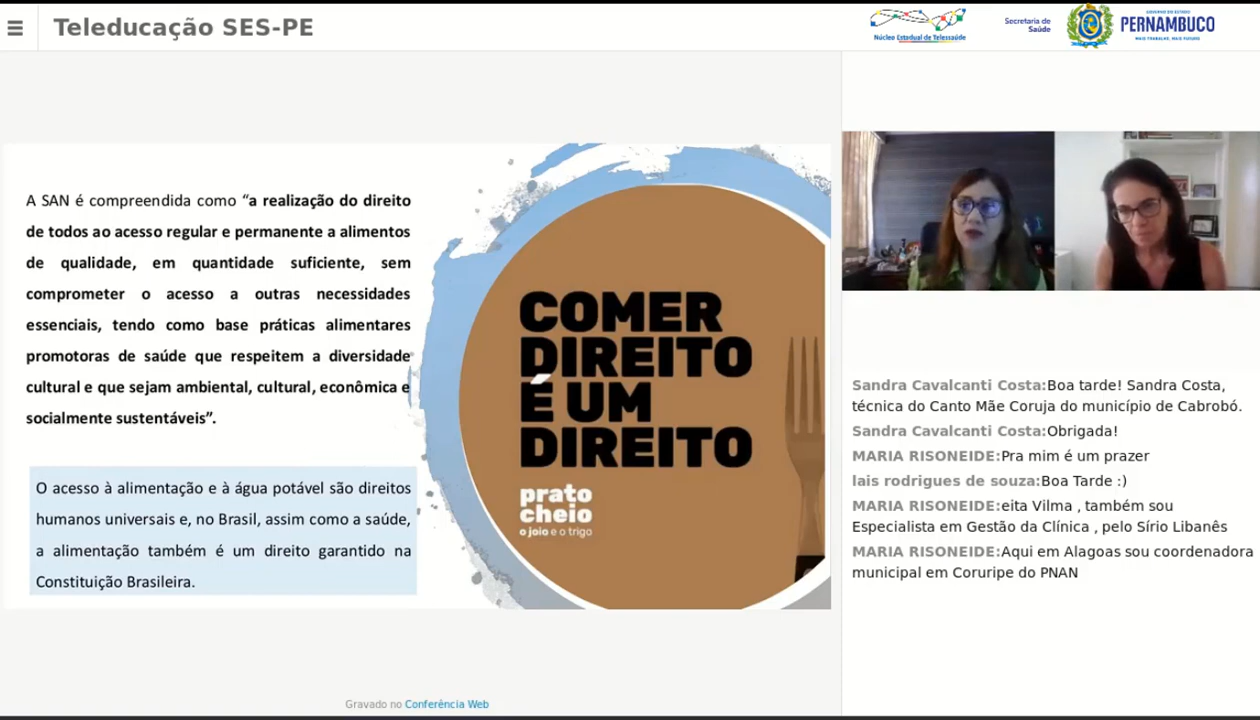 Teleducação SES-PE
Núcleo Estadual de Telessaúde
Secretaria de
Saúde
GOVERNO DO ESTADO
PERNAMBUCO
MAIS TRABALHO, MAIS FUTURO
A SAN é compreendida como “a realização do direito
de todos ao acesso regular e permanente a alimentos
de qualidade, em quantidade suficiente, sem
comprometer o acesso a outras necessidades
essenciais, tendo como base práticas alimentares
promotoras de saúde que respeitem a diversidade
cultural e que sejam ambiental, cultural, econômica e
socialmente sustentáveis”.
O acesso à alimentação e à água potável são direitos
humanos universais e, no Brasil, assim como a saúde,
a alimentação também é um direito garantido na
Constituição Brasileira.
COMER
DIREITO
É UM
DIREITO
prato
cheio
o joio e o trigo
Sandra Cavalcanti Costa:Boa tarde! Sandra Costa,
técnica do Canto Mãe Coruja do município de Cabrobó.
Sandra Cavalcanti Costa:Obrigada!
MARIA RISONEIDE:Pra mim é um prazer
lais rodrigues de souza:Boa Tarde :)
MARIA RISONEIDE:eita Vilma , também sou
Especialista em Gestão da Clínica , pelo Sírio Libanês
MARIA RISONEIDE:Aqui em Alagoas sou coordenadora
municipal em Coruripe do PNAN
Gravado no Conferência Web